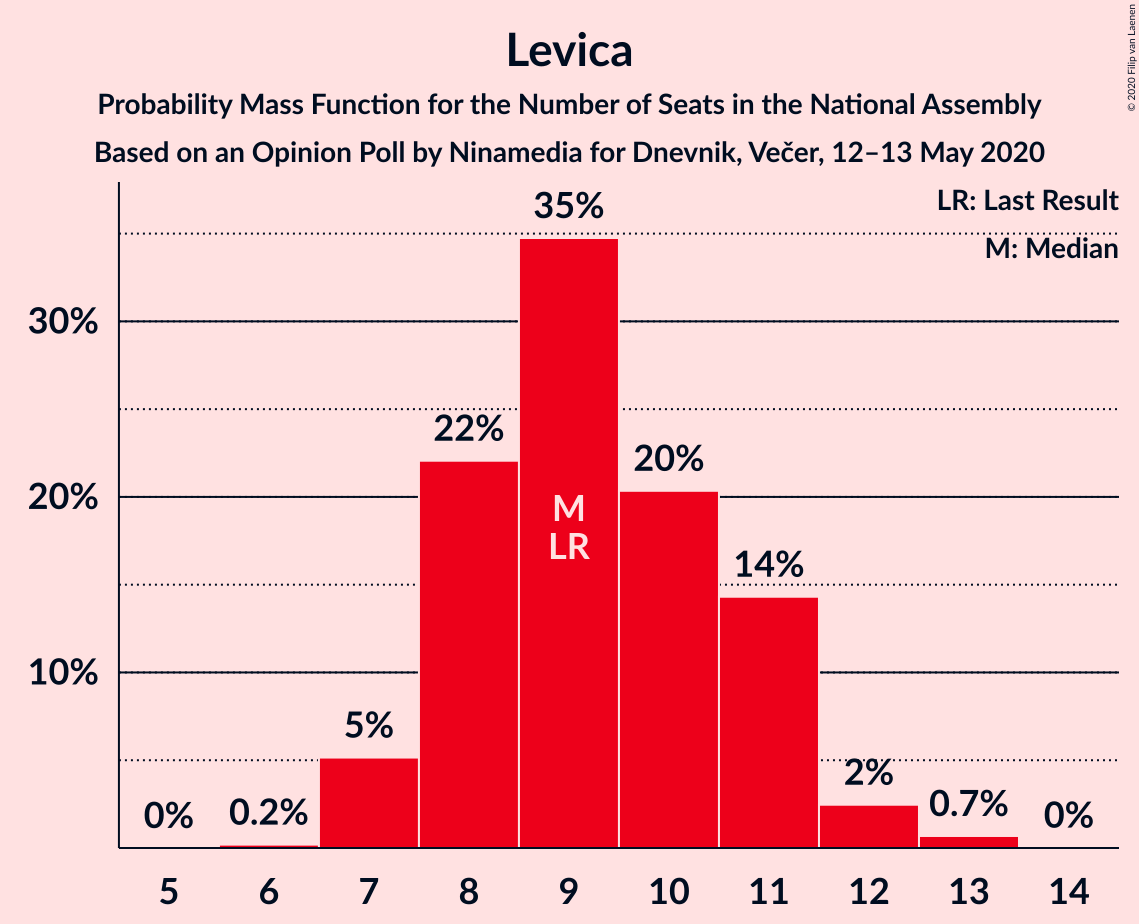 Levica
Probability Mass Function for the Number of Seats in the National Assembly
Based on an Opinion Poll by Ninamedia for Dnevnik, Večer, 12–13 May 2020
© 2020 Filip van Laenen
LR: Last Result
M: Median
35%
30%
22%
20%
20%
M
LR
14%
10%
5%
2%
0.7%
0%
0.2%
0%
5 6 7 8 9 10 11 12 13 14